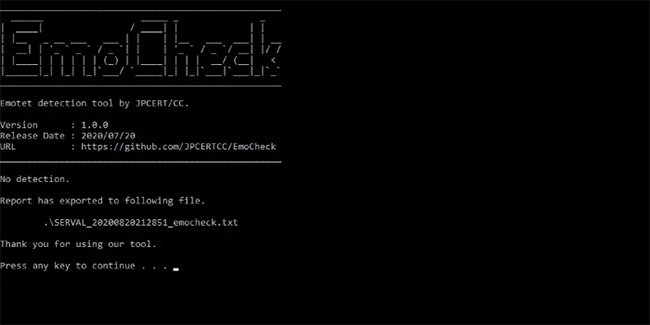 EmoCheck
Emotet detection tool by JPCERT/CC.
Version : 1.0.0
Release Date : 2020/07/20
URL : https://github.com/JPCERTCC/EmoCheck
No detection.
Report has exported to following file.
.\SERVAL_20200820212851_emocheck.txt
Thank you for using our tool.
Press any key to continue . . .